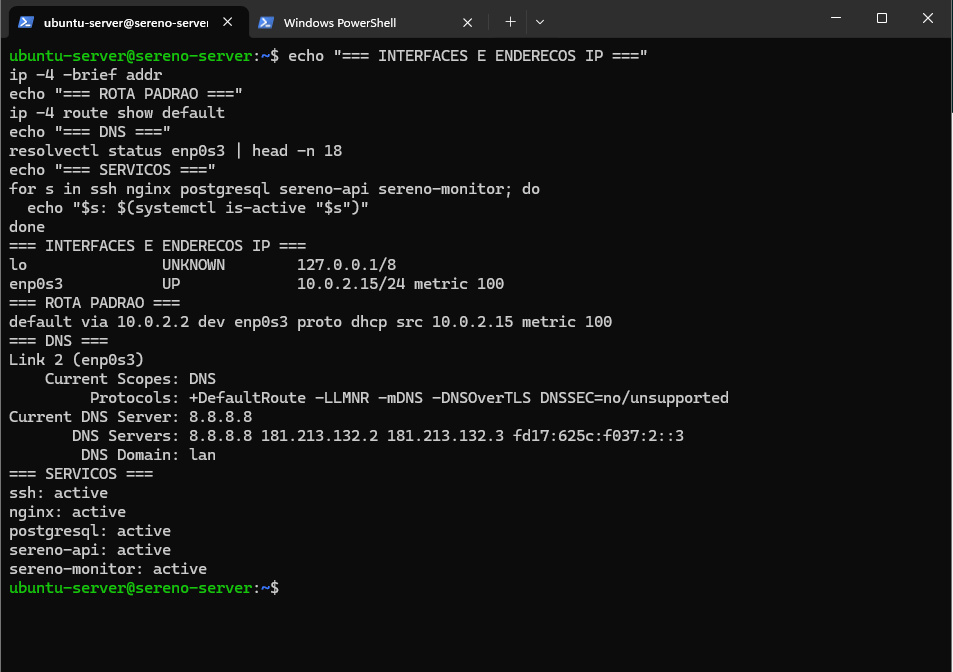 ubuntu-server@sereno-server
Windows PowerShell
ubuntu-server@sereno-server:~$ echo "=== INTERFACES E ENDERECOS IP ==="
ip -4 -brief addr
echo "=== ROTA PADRAO ==="
ip -4 route show default
echo "=== DNS ==="
resolvectl status enp0s3 | head -n 18
echo "=== SERVICOS ==="
for s in ssh nginx postgresql sereno-api sereno-monitor; do
  echo "$s: $(systemctl is-active "$s")"
done
=== INTERFACES E ENDERECOS IP ===
lo               UNKNOWN        127.0.0.1/8
enp0s3           UP             10.0.2.15/24 metric 100
=== ROTA PADRAO ===
default via 10.0.2.2 dev enp0s3 proto dhcp src 10.0.2.15 metric 100
=== DNS ===
Link 2 (enp0s3)
    Current Scopes: DNS
         Protocols: +DefaultRoute -LLMNR -mDNS -DNSOverTLS DNSSEC=no/unsupported
Current DNS Server: 8.8.8.8
       DNS Servers: 8.8.8.8 181.213.132.2 181.213.132.3 fd17:625c:f037:2::3
        DNS Domain: lan
=== SERVICOS ===
ssh: active
nginx: active
postgresql: active
sereno-api: active
sereno-monitor: active
ubuntu-server@sereno-server:~$